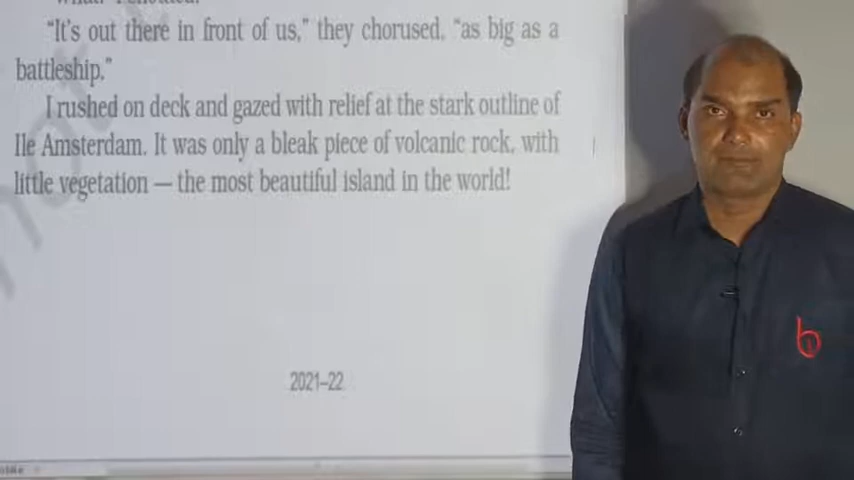 "It's out there in front of us," they chorused, "as big as a
battleship."
I rushed on deck and gazed with relief at the stark outline of
Ile Amsterdam. It was only a bleak piece of volcanic rock, with
little vegetation — the most beautiful island in the world!
2021–22